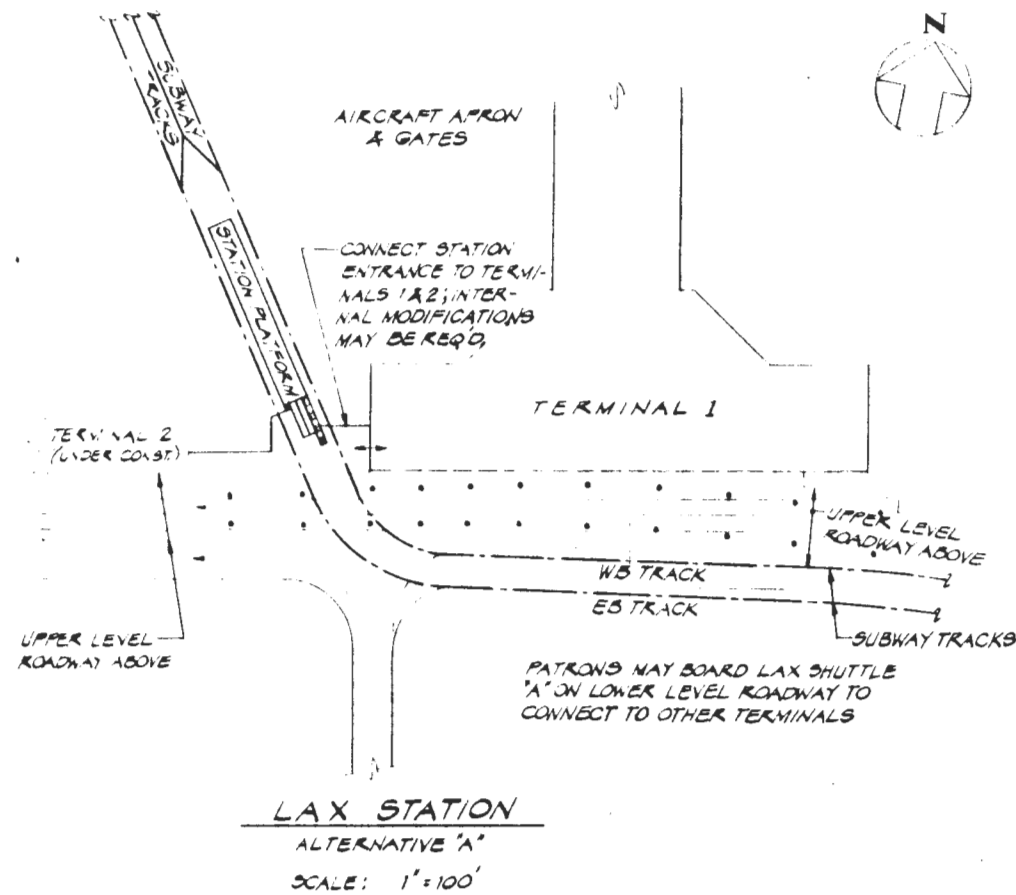 N
SUBWAY
TRACKS
AIRCRAFT APRON
& GATES
STATION PLATFORM
CONNECT STATION
ENTRANCE TO TERMI-
NALS 1 & 2; INTER-
NAL MODIFICATIONS
MAY BE REQ'D,
TERMINAL 1
TERMINAL 2
(UNDER CONST.)
UPPER LEVEL
ROADWAY ABOVE
WB TRACK
EB TRACK
UPPER LEVEL
ROADWAY ABOVE
SUBWAY TRACKS
PATRONS MAY BOARD LAX SHUTTLE
"A" ON LOWER LEVEL ROADWAY TO
CONNECT TO OTHER TERMINALS
LAX STATION
ALTERNATIVE "A"
SCALE: 1"=100'